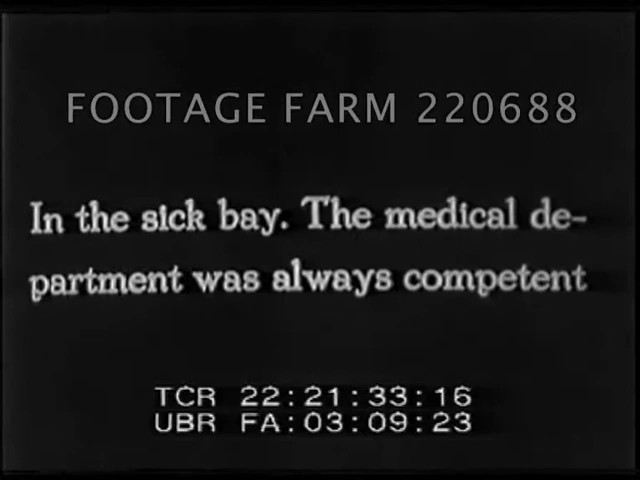 FOOTAGE FARM 220688
In the sick bay. The medical de-
partment was always competent
TCR 22:21:33:16
UBR FA:03:09:23